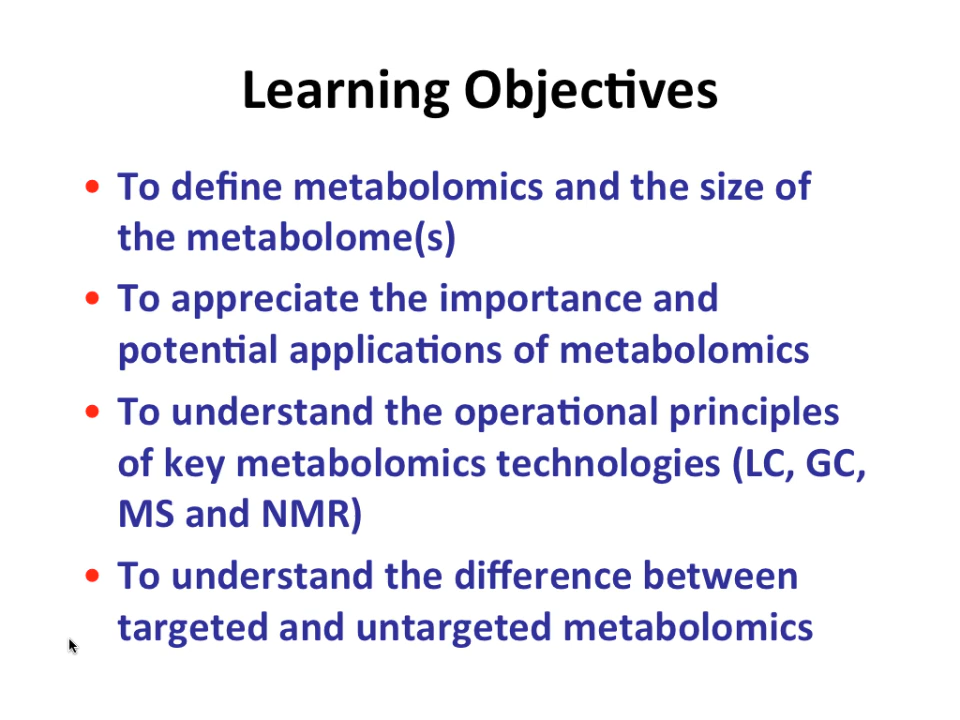 Learning Objectives
• To define metabolomics and the size of
the metabolome(s)
• To appreciate the importance and
potential applications of metabolomics
• To understand the operational principles
of key metabolomics technologies (LC, GC,
MS and NMR)
• To understand the difference between
targeted and untargeted metabolomics